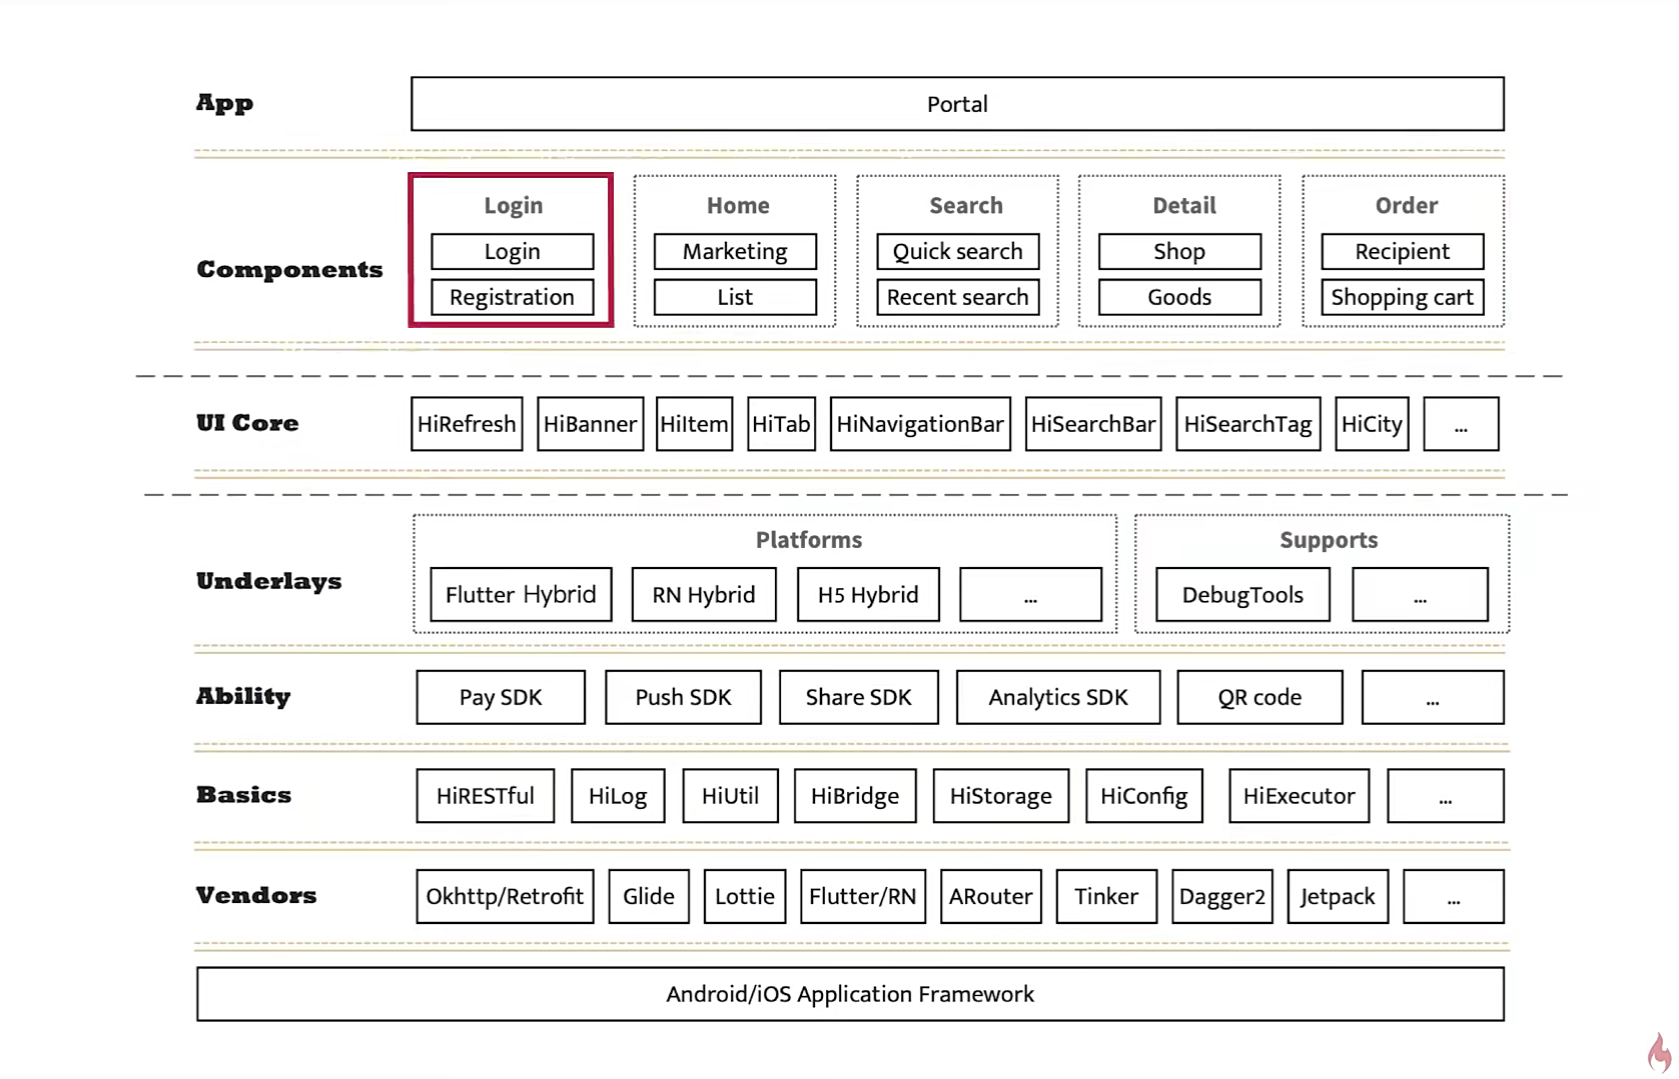 App
Portal
Components
Login
Login
Registration
Home
Marketing
List
Search
Quick search
Recent search
Detail
Shop
Goods
Order
Recipient
Shopping cart
UI Core
HiRefresh
HiBanner
HiItem
HiTab
HiNavigationBar
HiSearchBar
HiSearchTag
HiCity
...
Underlays
Platforms
Flutter Hybrid
RN Hybrid
H5 Hybrid
...
Supports
DebugTools
...
Ability
Pay SDK
Push SDK
Share SDK
Analytics SDK
QR code
...
Basics
HiRESTful
HiLog
HiUtil
HiBridge
HiStorage
HiConfig
HiExecutor
...
Vendors
Okhttp/Retrofit
Glide
Lottie
Flutter/RN
ARouter
Tinker
Dagger2
Jetpack
...
Android/iOS Application Framework